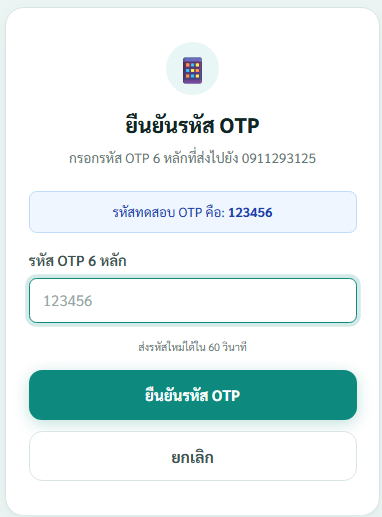 ยืนยันรหัส OTP
กรอกรหัส OTP 6 หลักที่ส่งไปยัง 0911293125
รหัสทดสอบ OTP คือ: 123456
รหัส OTP 6 หลัก
123456
ส่งรหัสใหม่ได้ใน 60 วินาที
ยืนยันรหัส OTP
ยกเลิก